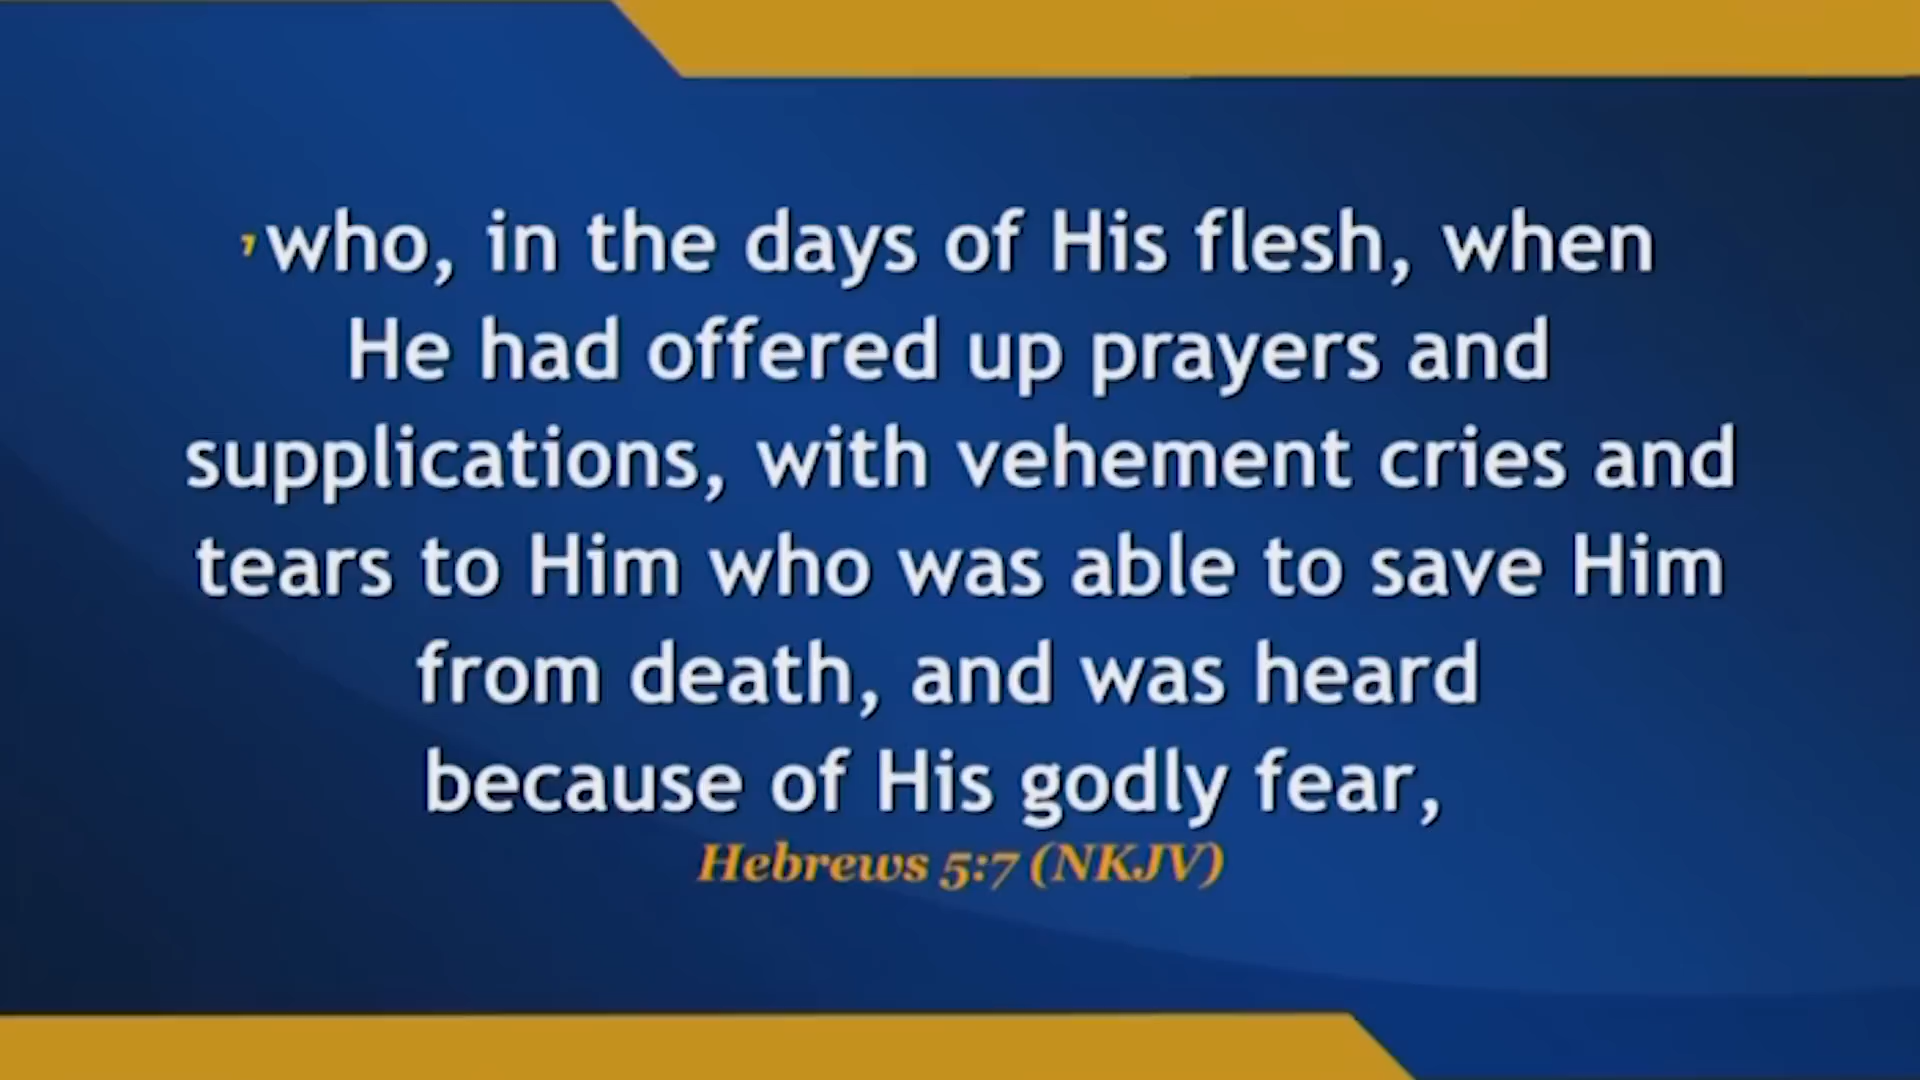 7 who, in the days of His flesh, when
He had offered up prayers and
supplications, with vehement cries and
tears to Him who was able to save Him
from death, and was heard
because of His godly fear,
Hebrews 5:7 (NKJV)